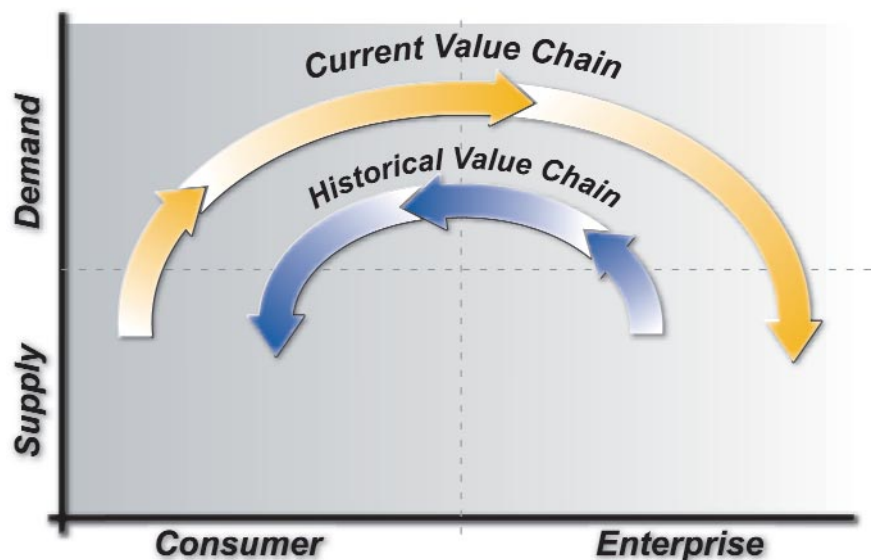 Current Value Chain
Historical Value Chain
Demand
Supply
Consumer
Enterprise